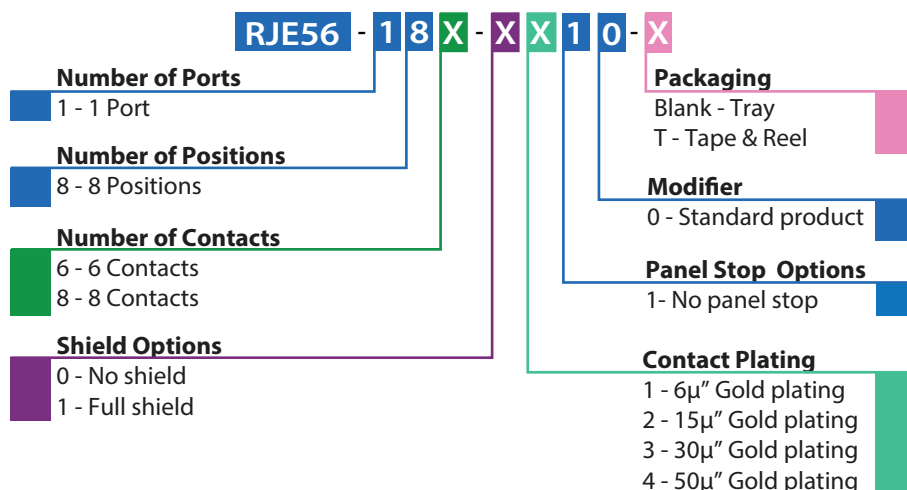 RJE56 - 1 8 X - X X 1 0 - X
Number of Ports
1 - 1 Port
Number of Positions
8 - 8 Positions
Number of Contacts
6 - 6 Contacts
8 - 8 Contacts
Shield Options
0 - No shield
1 - Full shield
Packaging
Blank - Tray
T - Tape & Reel
Modifier
0 - Standard product
Panel Stop Options
1- No panel stop
Contact Plating
1 - 6µ” Gold plating
2 - 15µ” Gold plating
3 - 30µ” Gold plating
4 - 50µ” Gold plating